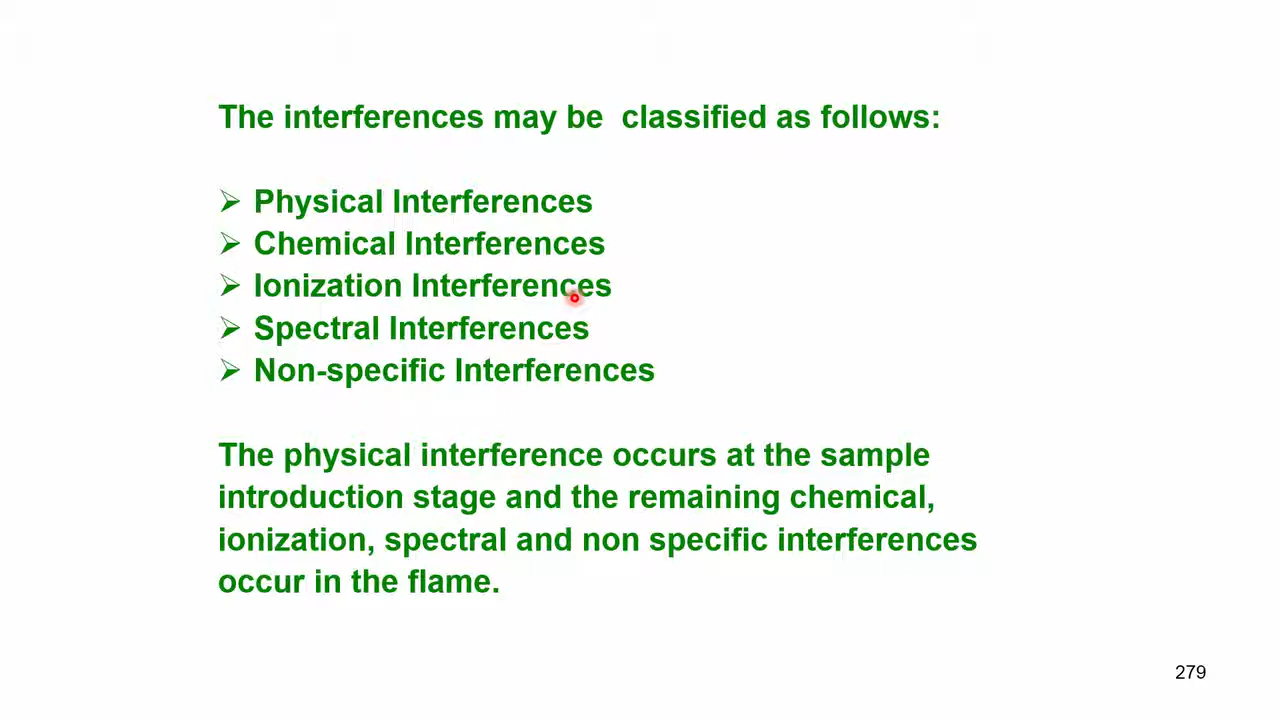 The interferences may be  classified as follows:
➢ Physical Interferences
➢ Chemical Interferences
➢ Ionization Interferences
➢ Spectral Interferences
➢ Non-specific Interferences
The physical interference occurs at the sample
introduction stage and the remaining chemical,
ionization, spectral and non specific interferences
occur in the flame.
279